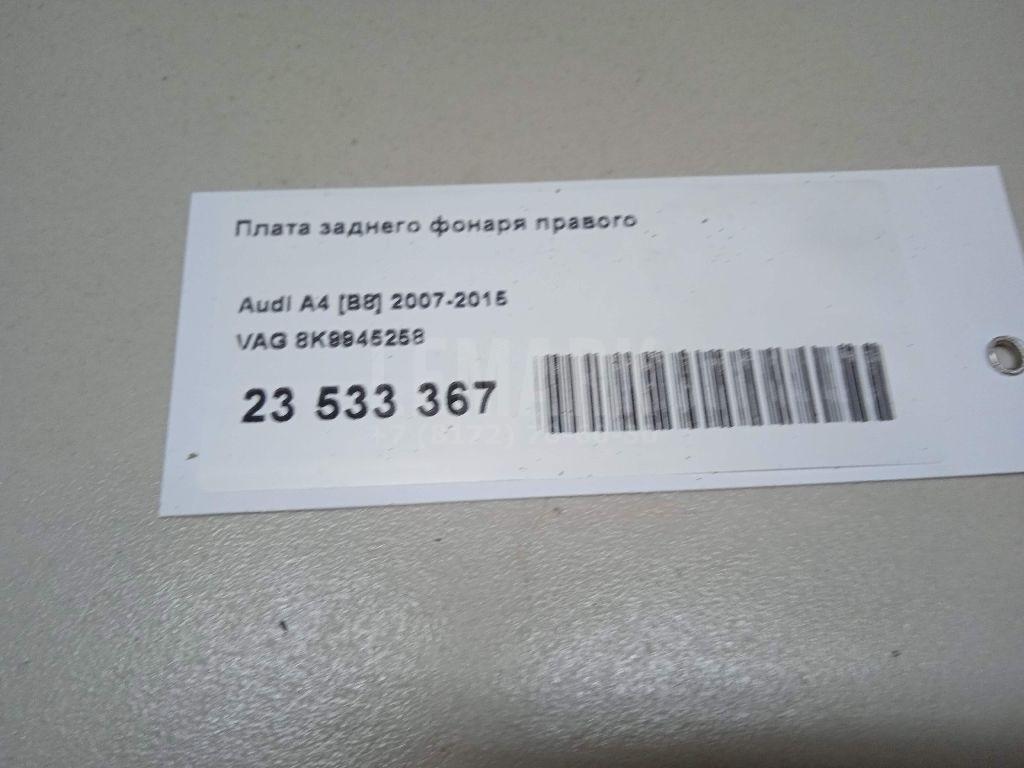 Плата заднего фонаря правого
Audi A4 [B8] 2007-2015
VAG 8K9945258
23 533 367